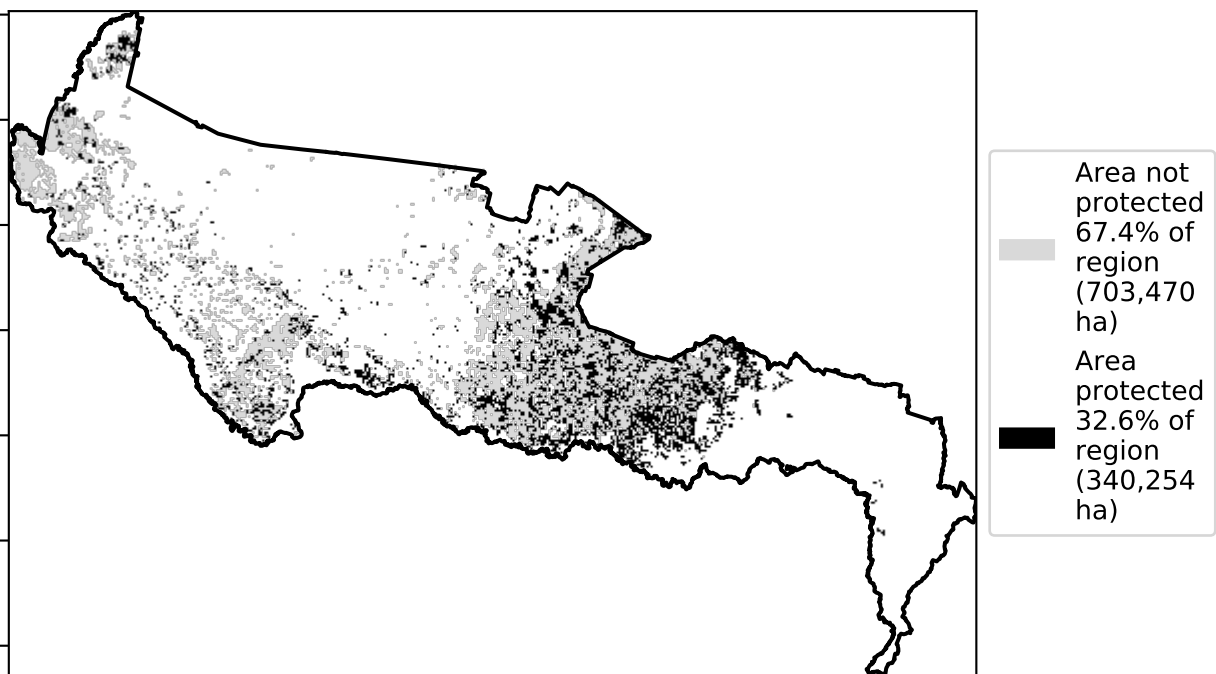 Area not
protected
67.4% of
region
(703,470
ha)
Area
protected
32.6% of
region
(340,254
ha)